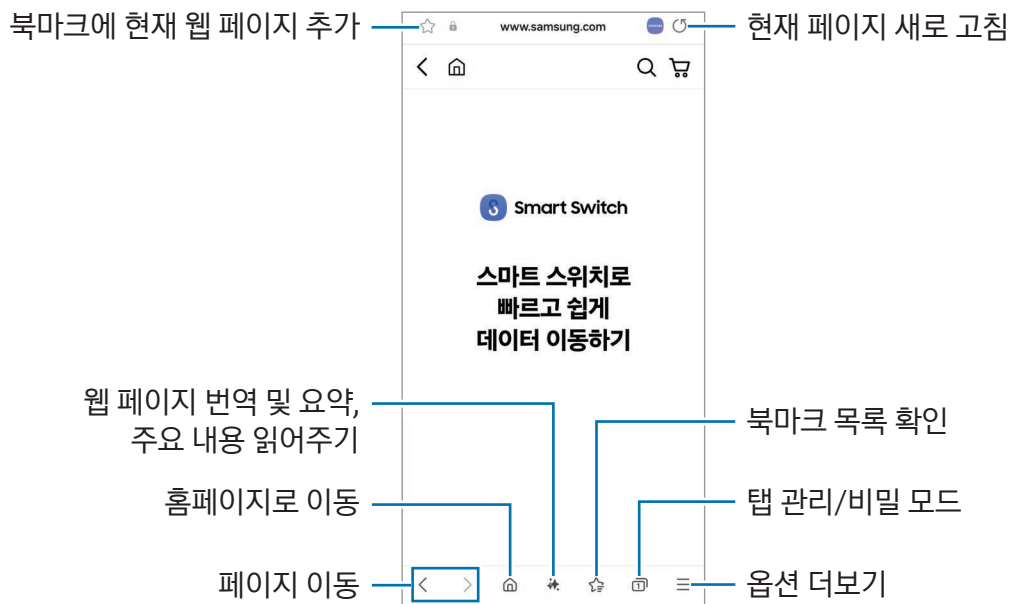 북마크에 현재 웹 페이지 추가
www.samsung.com
현재 페이지 새로 고침
Smart Switch
스마트 스위치로
빠르고 쉽게
데이터 이동하기
웹 페이지 번역 및 요약,
주요 내용 읽어주기
북마크 목록 확인
홈페이지로 이동
탭 관리/비밀 모드
페이지 이동
1
옵션 더보기